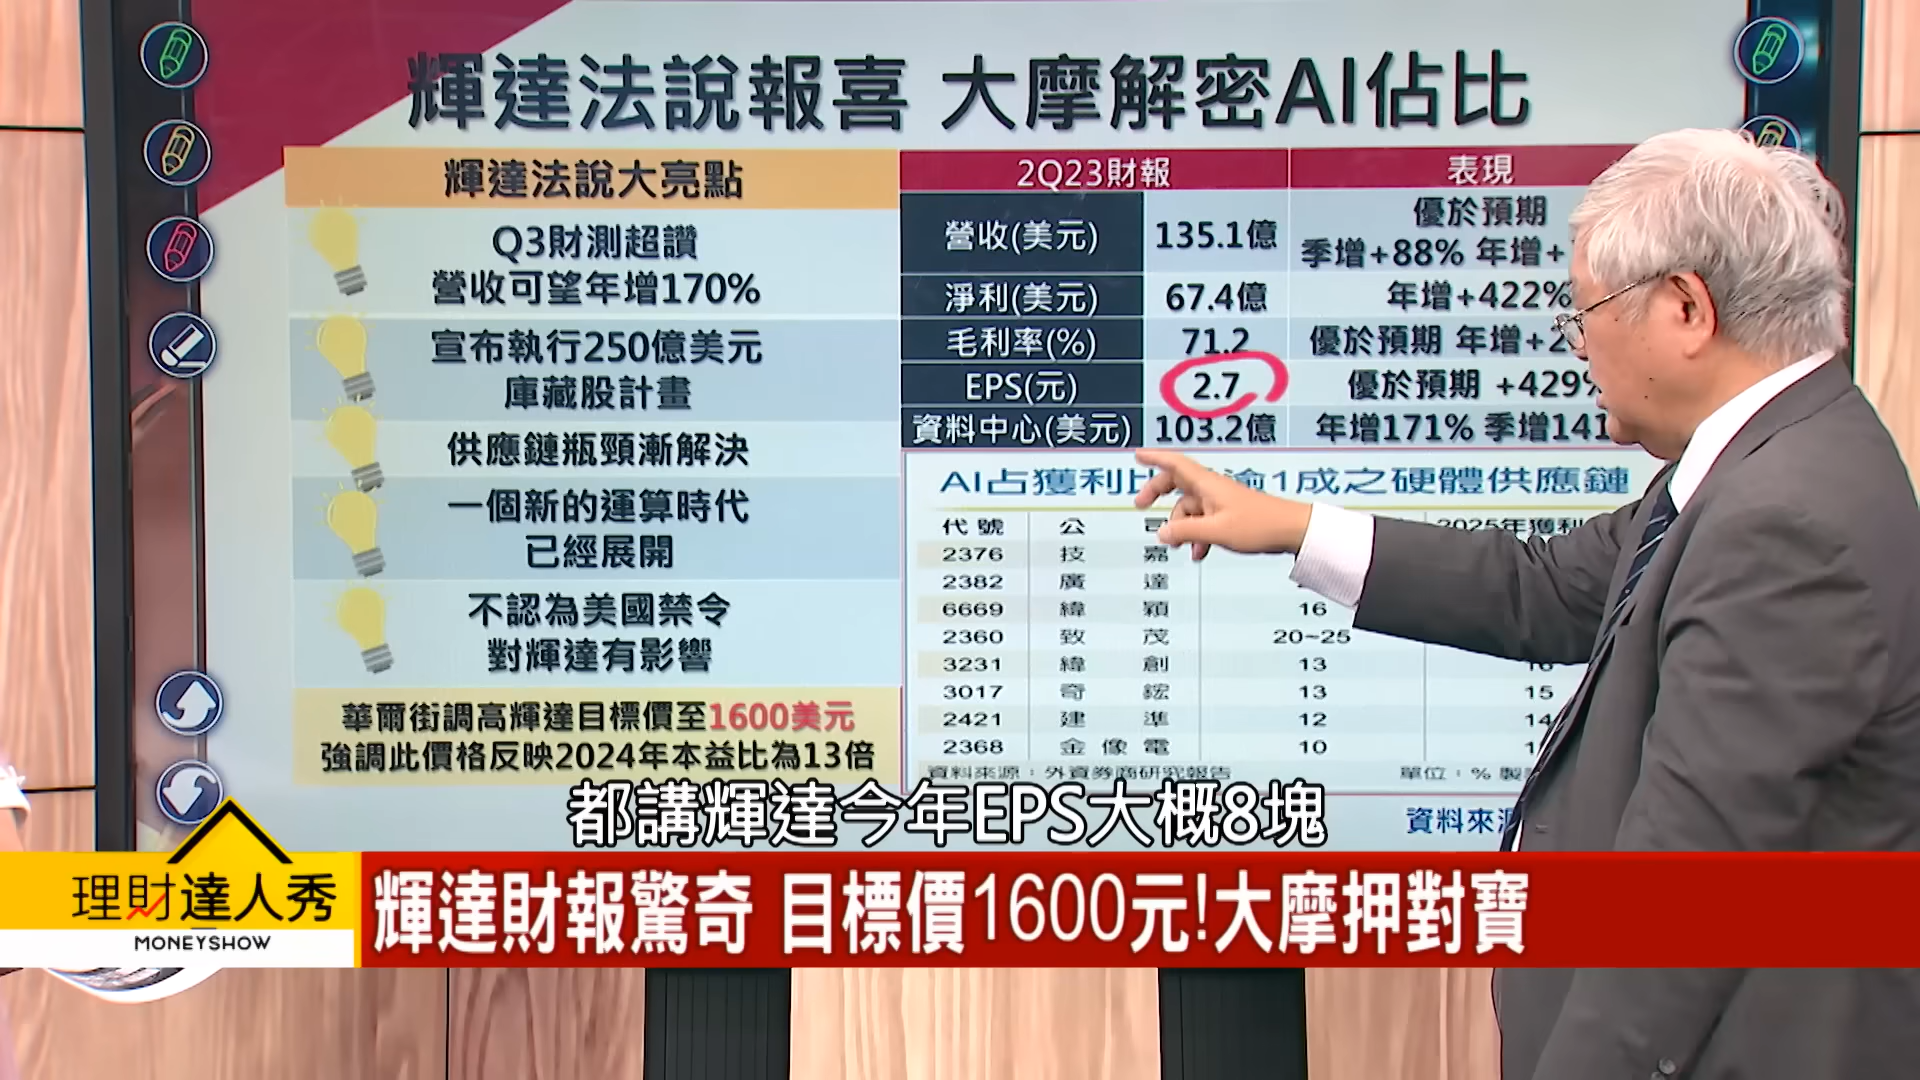 輝達法說報喜 大摩解密AI佔比
輝達法說大亮點
Q3財測超讚
營收可望年增170%
宣布執行250億美元
庫藏股計畫
供應鏈瓶頸漸解決
一個新的運算時代
已經展開
不認為美國禁令
對輝達有影響
華爾街調高輝達目標價至1600美元
強調此價格反映2024年本益比為13倍
2Q23財報 表現
營收(美元) 135.1億 優於預期
季增+88% 年增+
淨利(美元) 67.4億 年增+422%
毛利率(%) 71.2 優於預期 年增+2
EPS(元) 2.7 優於預期 +429%
資料中心(美元) 103.2億 年增171% 季增141
AI占獲利比 逾1成之硬體供應鏈
代號 公司 2025年獲利
2376 技嘉
2382 廣達
6669 緯穎 16
2360 致茂 20~25
3231 緯創 13 16
3017 奇鋐 13 15
2421 建準 12 14
2368 金像電 10
資料來源：外資券商研究報告 單位：% 製
資料來源
都講輝達今年EPS大概8塊
理財達人秀
MONEYSHOW
輝達財報驚奇 目標價1600元!大摩押對寶